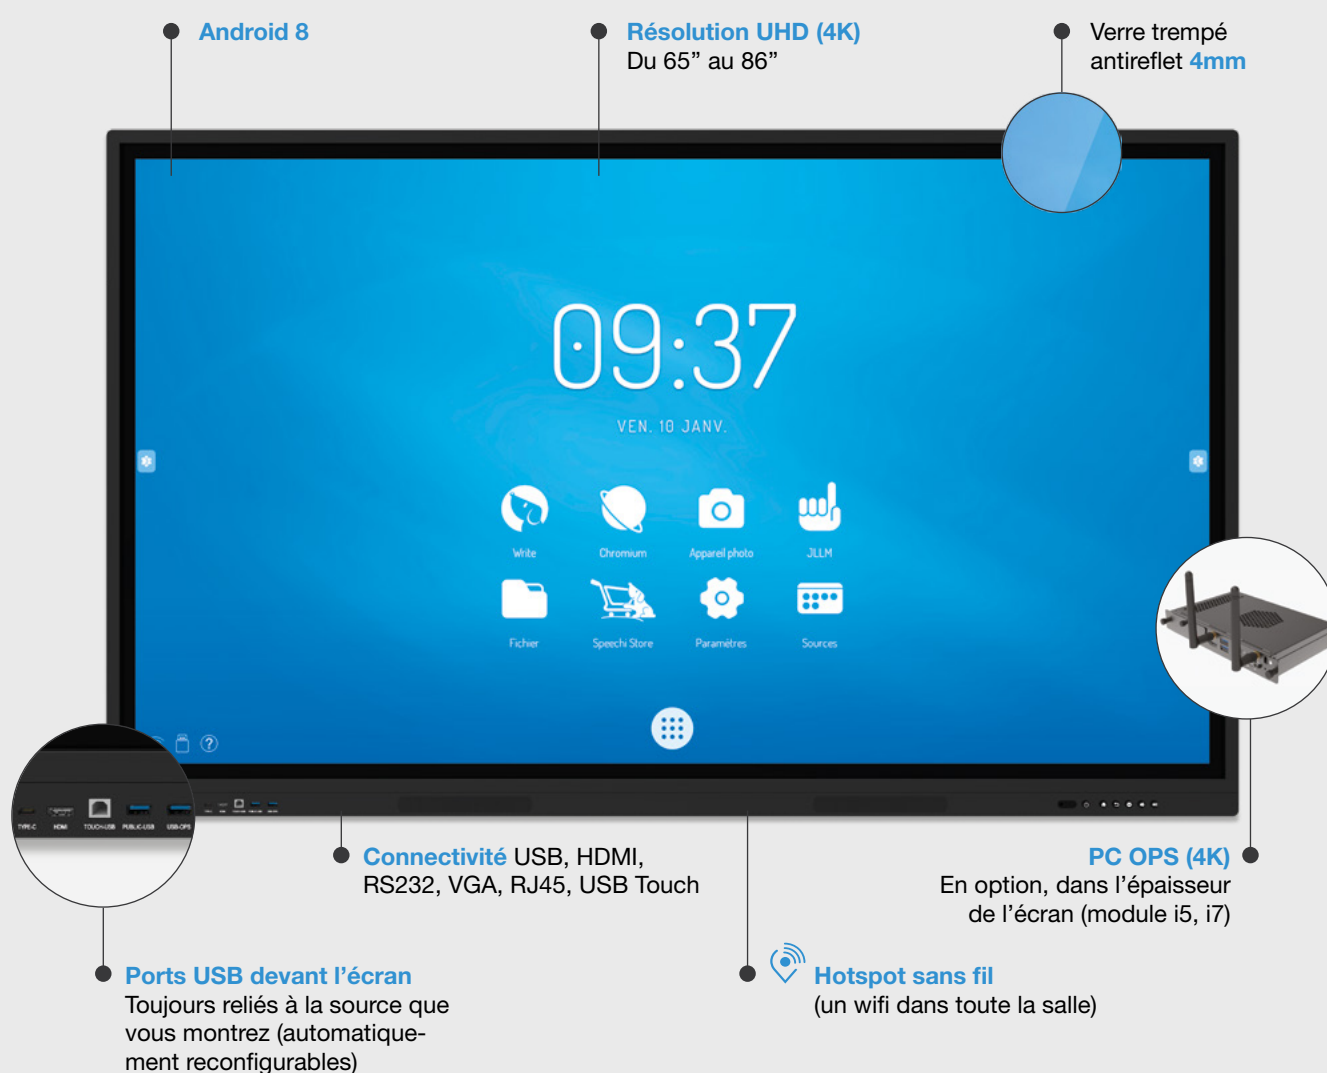 Android 8
Résolution UHD (4K)
Du 65” au 86”
Verre trempé
antireflet 4mm
09:37
VEN. 10 JANV.
Write
Chromium
Appareil photo
JLLM
Fichier
Speechi Store
Paramètres
Sources
?
TYPE-C
HDMI
TOUCH-USB
PUBLIC-USB
USB-OPS
Connectivité USB, HDMI,
RS232, VGA, RJ45, USB Touch
PC OPS (4K)
En option, dans l’épaisseur
de l’écran (module i5, i7)
Ports USB devant l’écran
Toujours reliés à la source que
vous montrez (automatique-
ment reconfigurables)
Hotspot sans fil
(un wifi dans toute la salle)